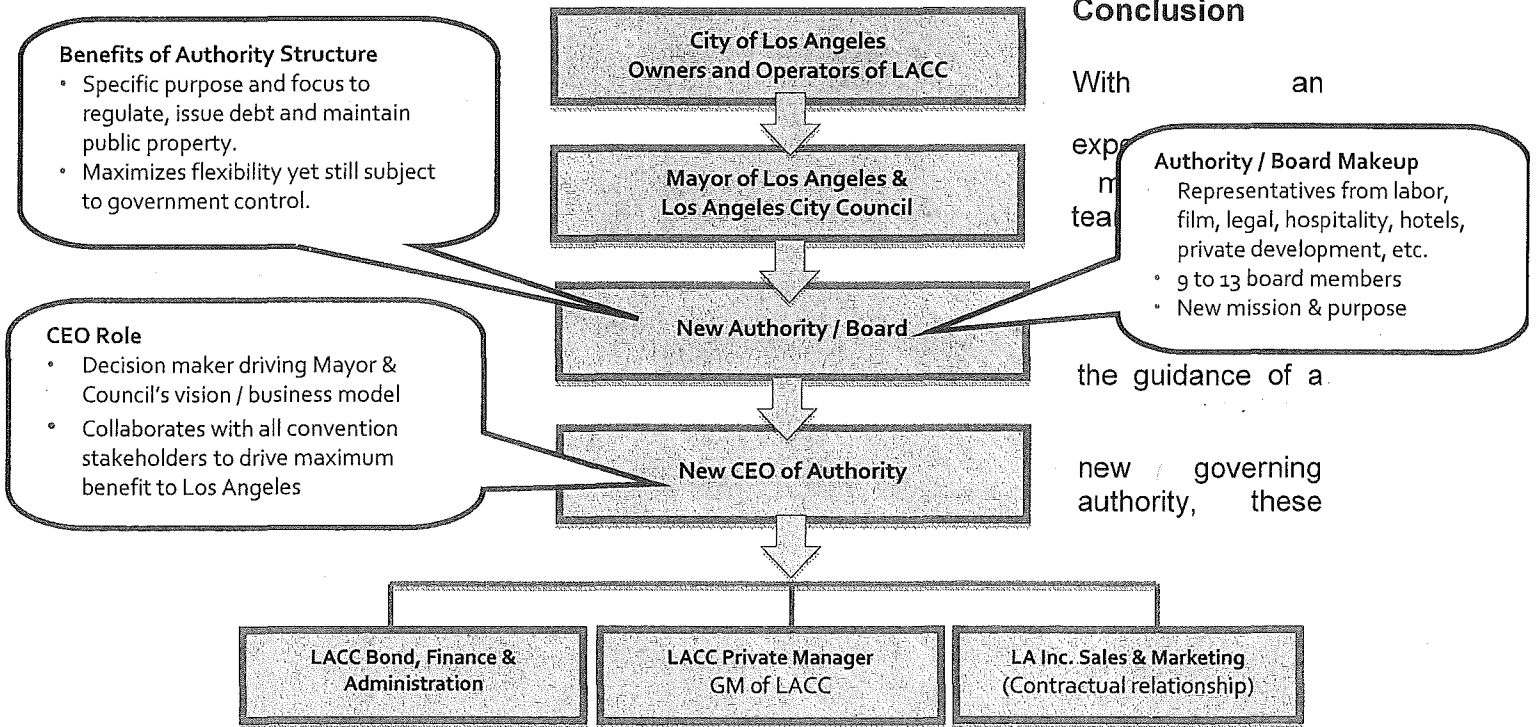 Conclusion
With an
the guidance of a
new governing
authority, these
Benefits of Authority Structure
• Specific purpose and focus to
regulate, issue debt and maintain
public property.
• Maximizes flexibility yet still subject
to government control.
City of Los Angeles
Owners and Operators of LACC
Mayor of Los Angeles &
Los Angeles City Council
Authority / Board Makeup
Representatives from labor,
film, legal, hospitality, hotels,
private development, etc.
• 9 to 13 board members
• New mission & purpose
New Authority / Board
CEO Role
• Decision maker driving Mayor &
Council's vision / business model
• Collaborates with all convention
stakeholders to drive maximum
benefit to Los Angeles
New CEO of Authority
LACC Bond, Finance &
Administration
LACC Private Manager
GM of LACC
LA Inc. Sales & Marketing
(Contractual relationship)